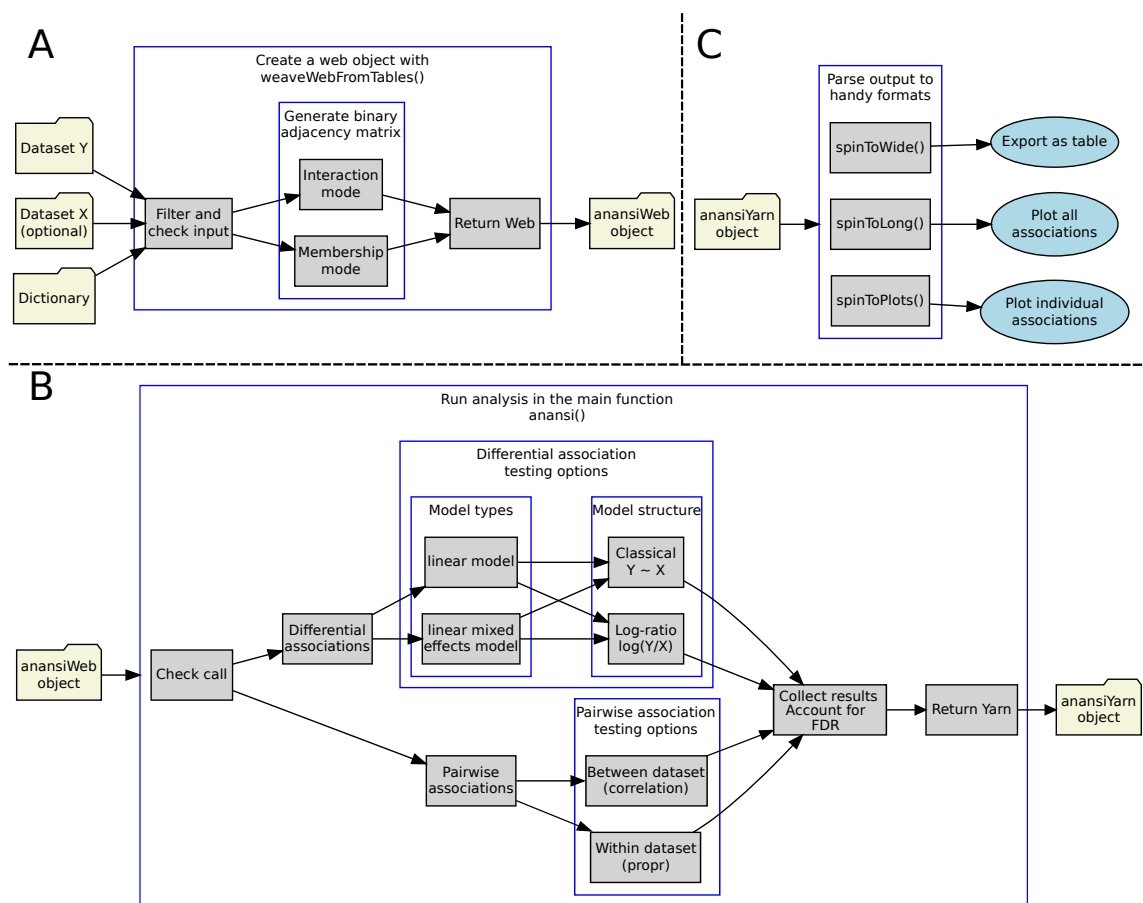 A
Create a web object with
weaveWebFromTables()
Generate binary
adjacency matrix
Dataset Y
Dataset X
(optional)
Dictionary
Filter and
check input
Interaction
mode
Membership
mode
Return Web
anansiWeb
object
C
Parse output to
handy formats
anansiYarn
object
spinToWide()
spinToLong()
spinToPlots()
Export as table
Plot all
associations
Plot individual
associations
B
Run analysis in the main function
anansi()
Differential association
testing options
Model types
Model structure
linear model
linear mixed
effects model
Classical
Y ~ X
Log-ratio
log(Y/X)
anansiWeb
object
Check call
Differential
associations
Pairwise
associations
Pairwise association
testing options
Between dataset
(correlation)
Within dataset
(propr)
Collect results
Account for
FDR
Return Yarn
anansiYarn
object